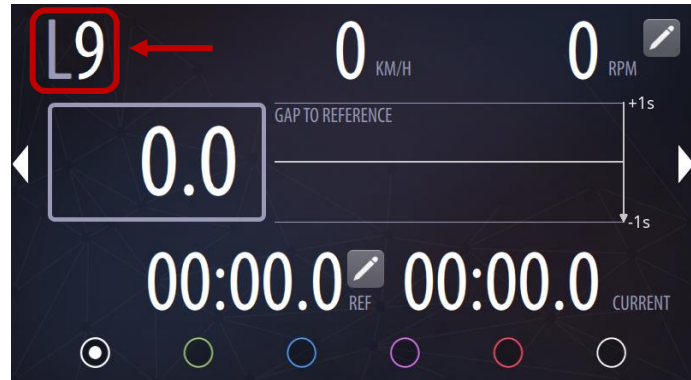 L9 0 KM/H 0 RPM
GAP TO REFERENCE +1s
0.0
-1s
00:00.0 REF 00:00.0 CURRENT